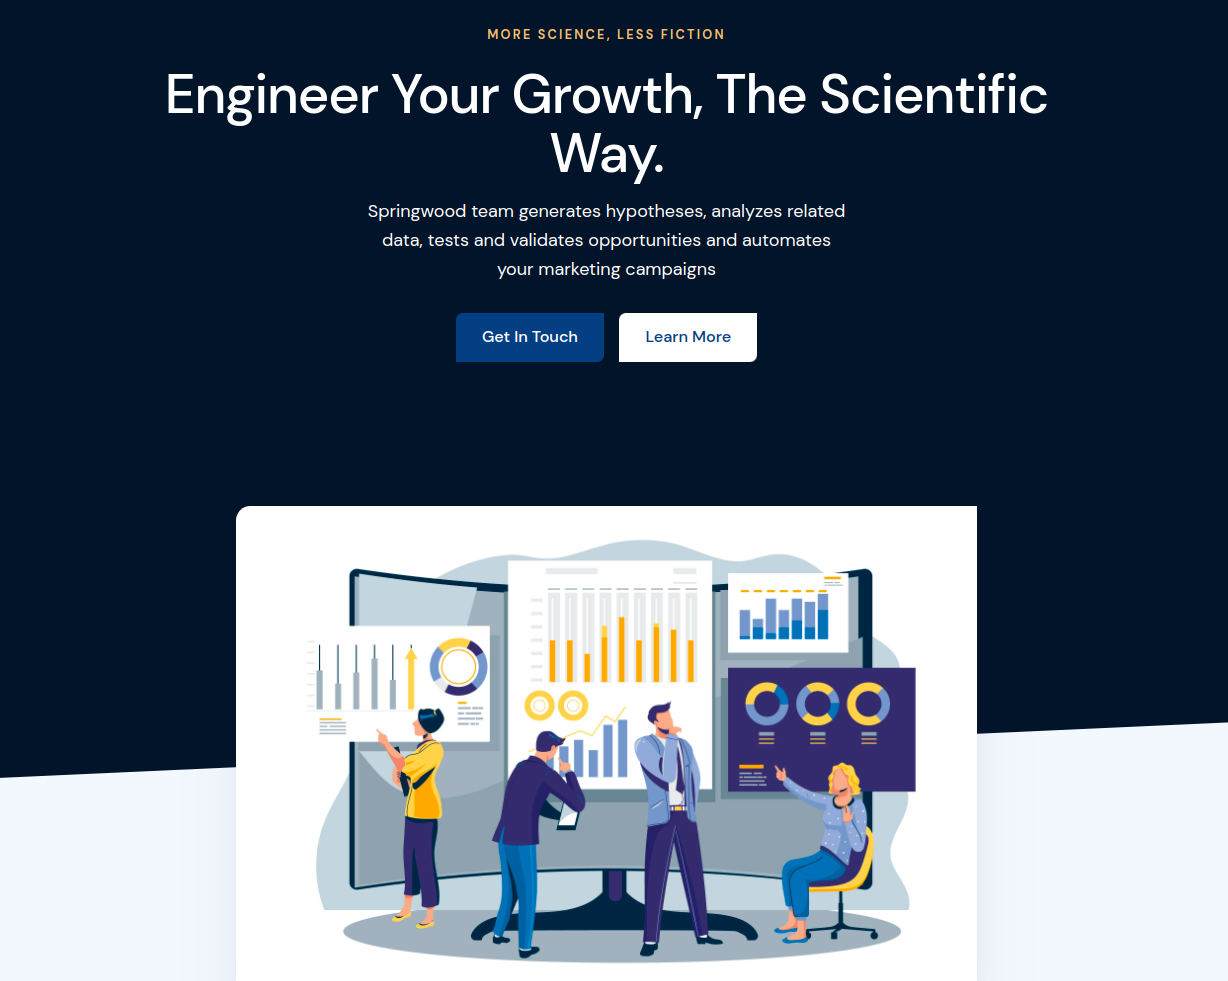 MORE SCIENCE, LESS FICTION
Engineer Your Growth, The Scientific
Way.
Springwood team generates hypotheses, analyzes related
data, tests and validates opportunities and automates
your marketing campaigns
Get In Touch
Learn More